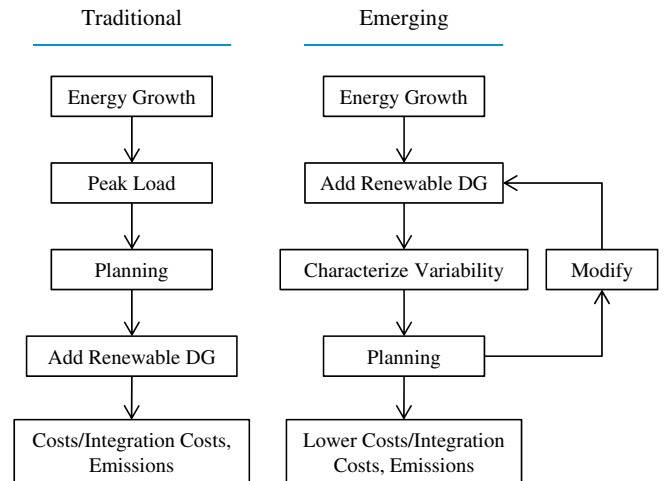 Traditional
Energy Growth
Peak Load
Planning
Add Renewable DG
Costs/Integration Costs,
Emissions
Emerging
Energy Growth
Add Renewable DG
Characterize Variability
Modify
Planning
Lower Costs/Integration
Costs, Emissions